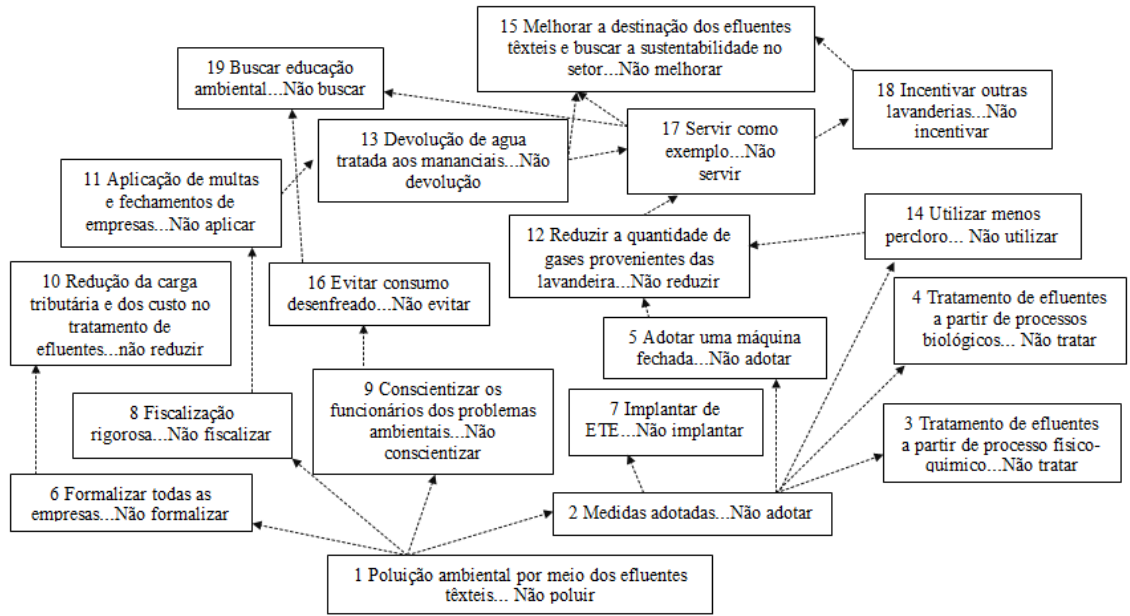 15 Melhorar a destinação dos efluentes
têxteis e buscar a sustentabilidade no
setor...Não melhorar
19 Buscar educação
ambiental...Não buscar
18 Incentivar outras
lavanderias...Não
incentivar
17 Servir como
exemplo...Não
servir
13 Devolução de agua
tratada aos mananciais...Não
devolução
11 Aplicação de multas
e fechamentos de
empresas...Não aplicar
14 Utilizar menos
percloro... Não utilizar
12 Reduzir a quantidade de
gases provenientes das
lavandeira...Não reduzir
10 Redução da carga
tributária e dos custo no
tratamento de
efluentes...não reduzir
16 Evitar consumo
desenfreado...Não evitar
4 Tratamento de efluentes
a partir de processos
biológicos... Não tratar
5 Adotar uma máquina
fechada...Não adotar
9 Conscientizar os
funcionários dos problemas
ambientais...Não
conscientizar
8 Fiscalização
rigorosa...Não fiscalizar
7 Implantar de
ETE...Não implantar
3 Tratamento de efluentes
a partir de processo físico-
quimico...Não tratar
6 Formalizar todas as
empresas...Não formalizar
2 Medidas adotadas...Não adotar
1 Poluição ambiental por meio dos efluentes
têxteis... Não poluir